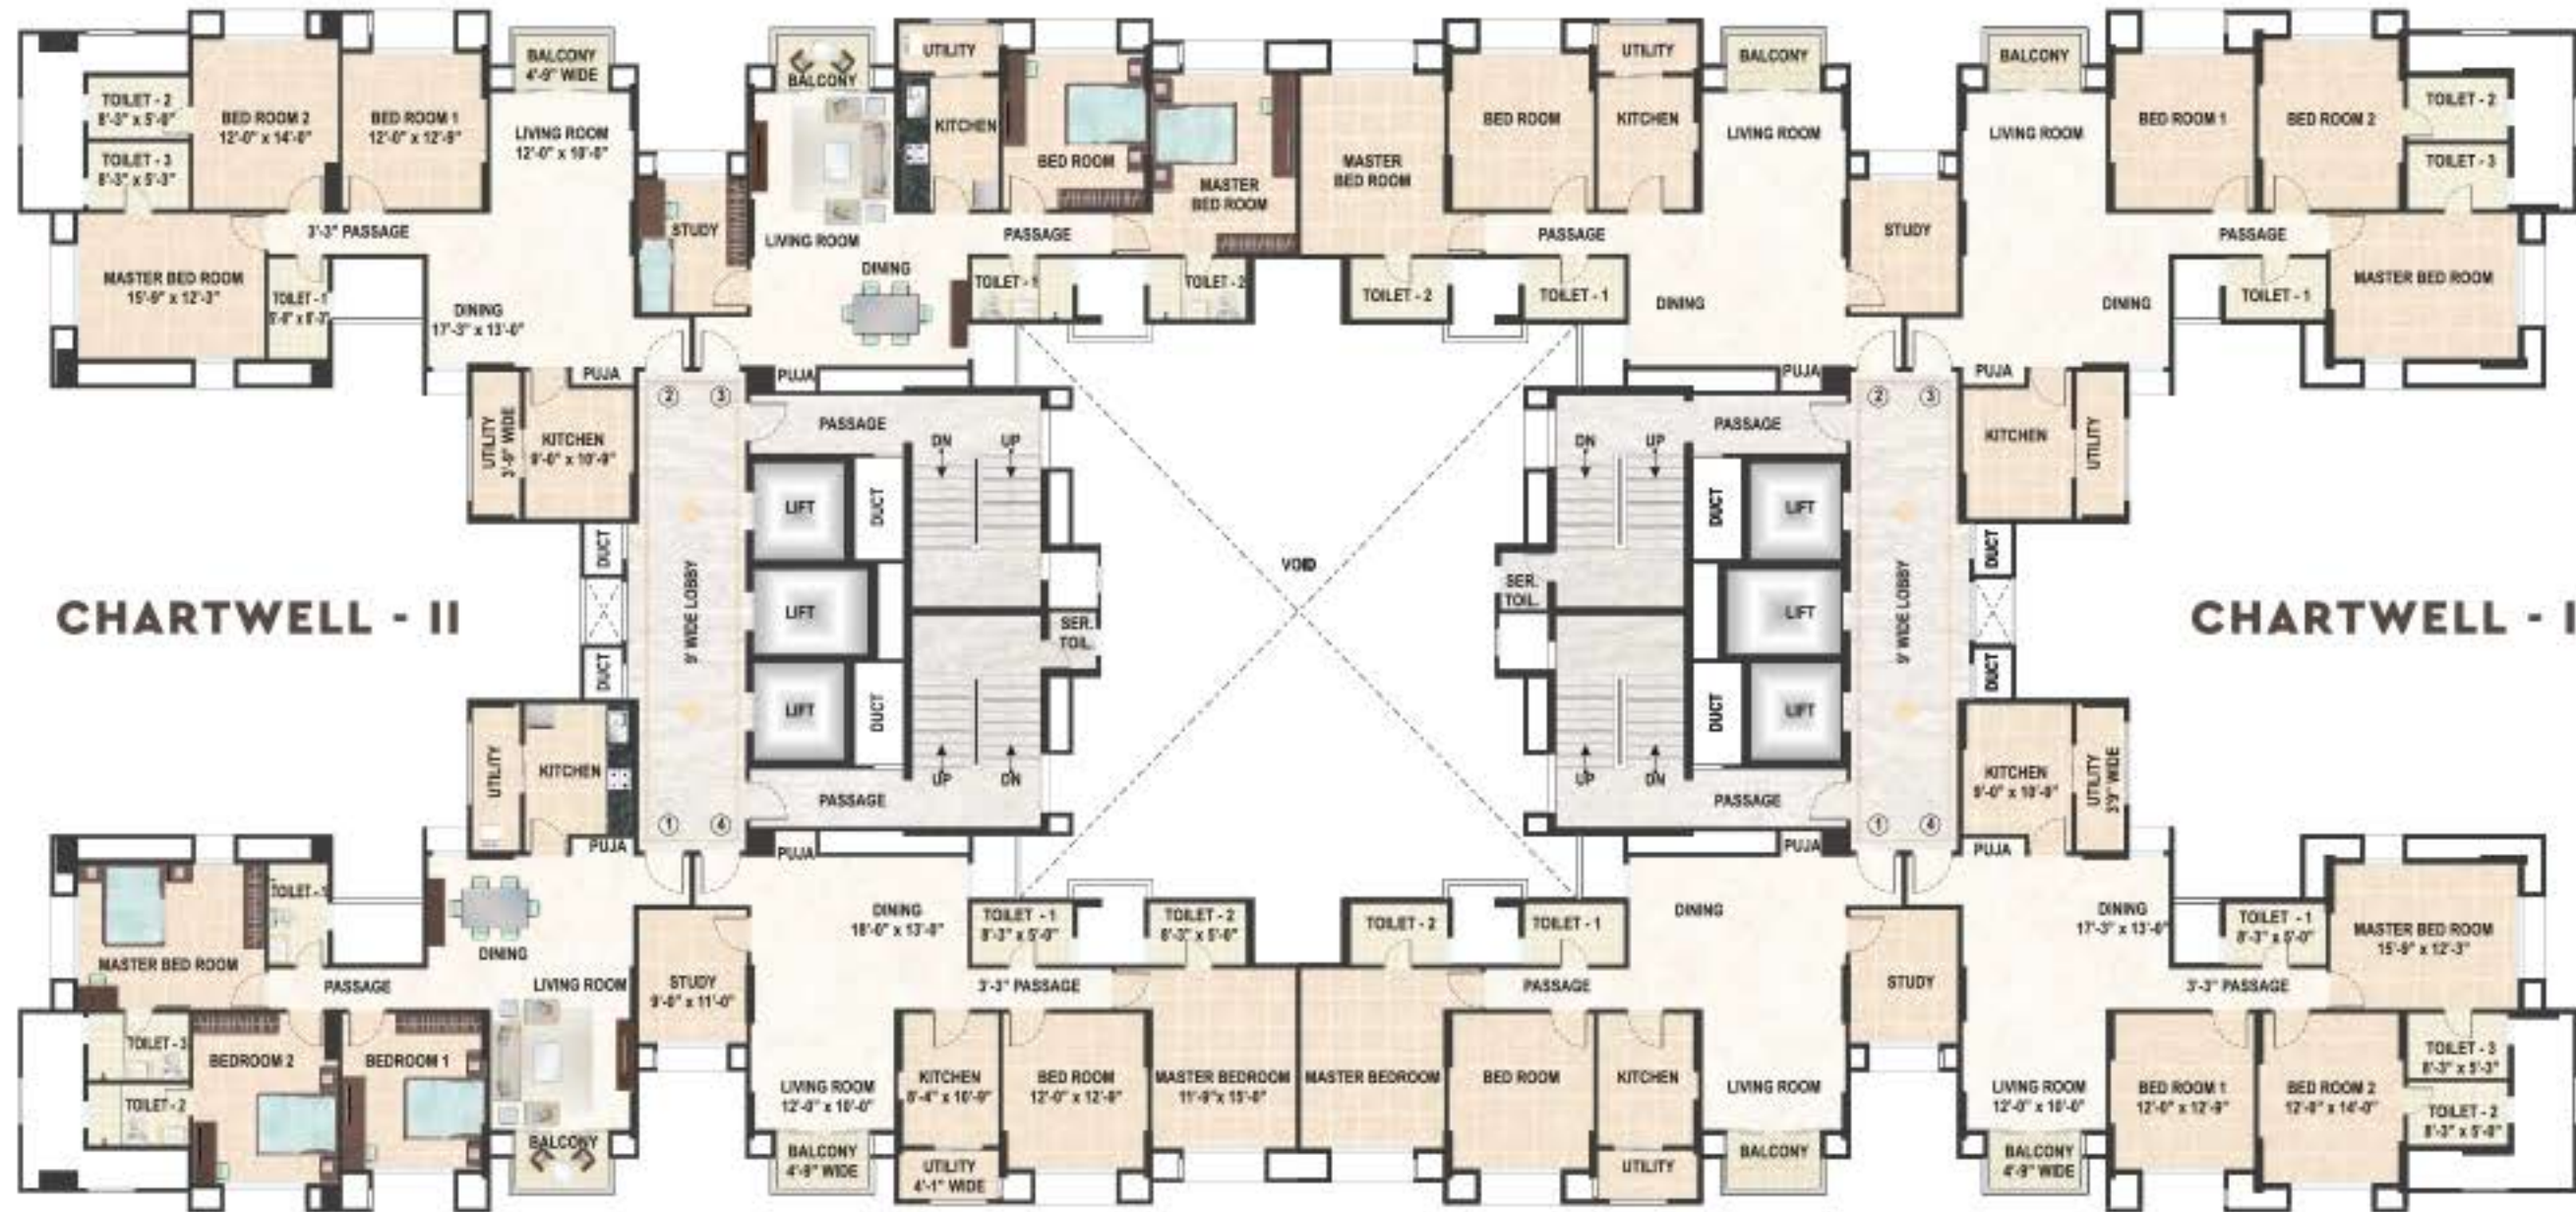 BALCONY
4'-9" WIDE
TOILET - 2
8'-3" x 5'-0"
BED ROOM 2
12'-0" x 14'-0"
BED ROOM 1
12'-0" x 12'-9"
LIVING ROOM
12'-0" x 10'-0"
TOILET - 3
8'-3" x 5'-3"
3'-3" PASSAGE
MASTER BED ROOM
15'-9" x 12'-3"
TOILET - 1
DINING
17'-3" x 13'-0"
PUJA
UTILITY
3'-9" WIDE
KITCHEN
9'-0" x 10'-9"
STUDY
BALCONY
UTILITY
KITCHEN
BED ROOM
MASTER
BED ROOM
LIVING ROOM
PASSAGE
DINING
TOILET - 1
TOILET - 2
PUJA
BED ROOM
UTILITY
BALCONY
MASTER
BED ROOM
KITCHEN
LIVING ROOM
PASSAGE
TOILET - 2
TOILET - 1
DINING
PUJA
STUDY
BALCONY
LIVING ROOM
BED ROOM 1
BED ROOM 2
TOILET - 2
TOILET - 3
PASSAGE
MASTER BED ROOM
TOILET - 1
DINING
PUJA
KITCHEN
UTILITY
2
3
PASSAGE
DN
UP
LIFT
DUCT
DUCT
9' WIDE LOBBY
LIFT
SER.
TOIL.
DUCT
LIFT
DUCT
UP
DN
PASSAGE
1
4
CHARTWELL - II
VOID
2
3
PASSAGE
DN
UP
DUCT
LIFT
DUCT
SER.
TOIL.
LIFT
9' WIDE LOBBY
DUCT
LIFT
DUCT
UP
DN
PASSAGE
1
4
CHARTWELL - I
UTILITY
KITCHEN
PUJA
TOILET - 1
MASTER BED ROOM
DINING
PASSAGE
LIVING ROOM
TOILET - 3
BEDROOM 2
BEDROOM 1
TOILET - 2
BALCONY
PUJA
DINING
18'-0" x 13'-0"
TOILET - 1
8'-3" x 5'-0"
TOILET - 2
8'-3" x 5'-0"
STUDY
9'-0" x 11'-0"
3'-3" PASSAGE
LIVING ROOM
12'-0" x 10'-0"
KITCHEN
8'-4" x 10'-9"
BED ROOM
12'-0" x 12'-9"
MASTER BEDROOM
11'-9" x 15'-0"
BALCONY
4'-9" WIDE
UTILITY
4'-1" WIDE
PUJA
DINING
TOILET - 2
TOILET - 1
PASSAGE
MASTER BEDROOM
BED ROOM
KITCHEN
LIVING ROOM
UTILITY
BALCONY
STUDY
KITCHEN
9'-0" x 10'-9"
UTILITY
3'9" WIDE
PUJA
DINING
17'-3" x 13'-0"
TOILET - 1
8'-3" x 5'-0"
MASTER BED ROOM
15'-9" x 12'-3"
3'-3" PASSAGE
LIVING ROOM
12'-0" x 10'-0"
BED ROOM 1
12'-0" x 12'-9"
BED ROOM 2
12'-0" x 14'-0"
TOILET - 3
8'-3" x 5'-3"
TOILET - 2
8'-3" x 5'-0"
BALCONY
4'-9" WIDE